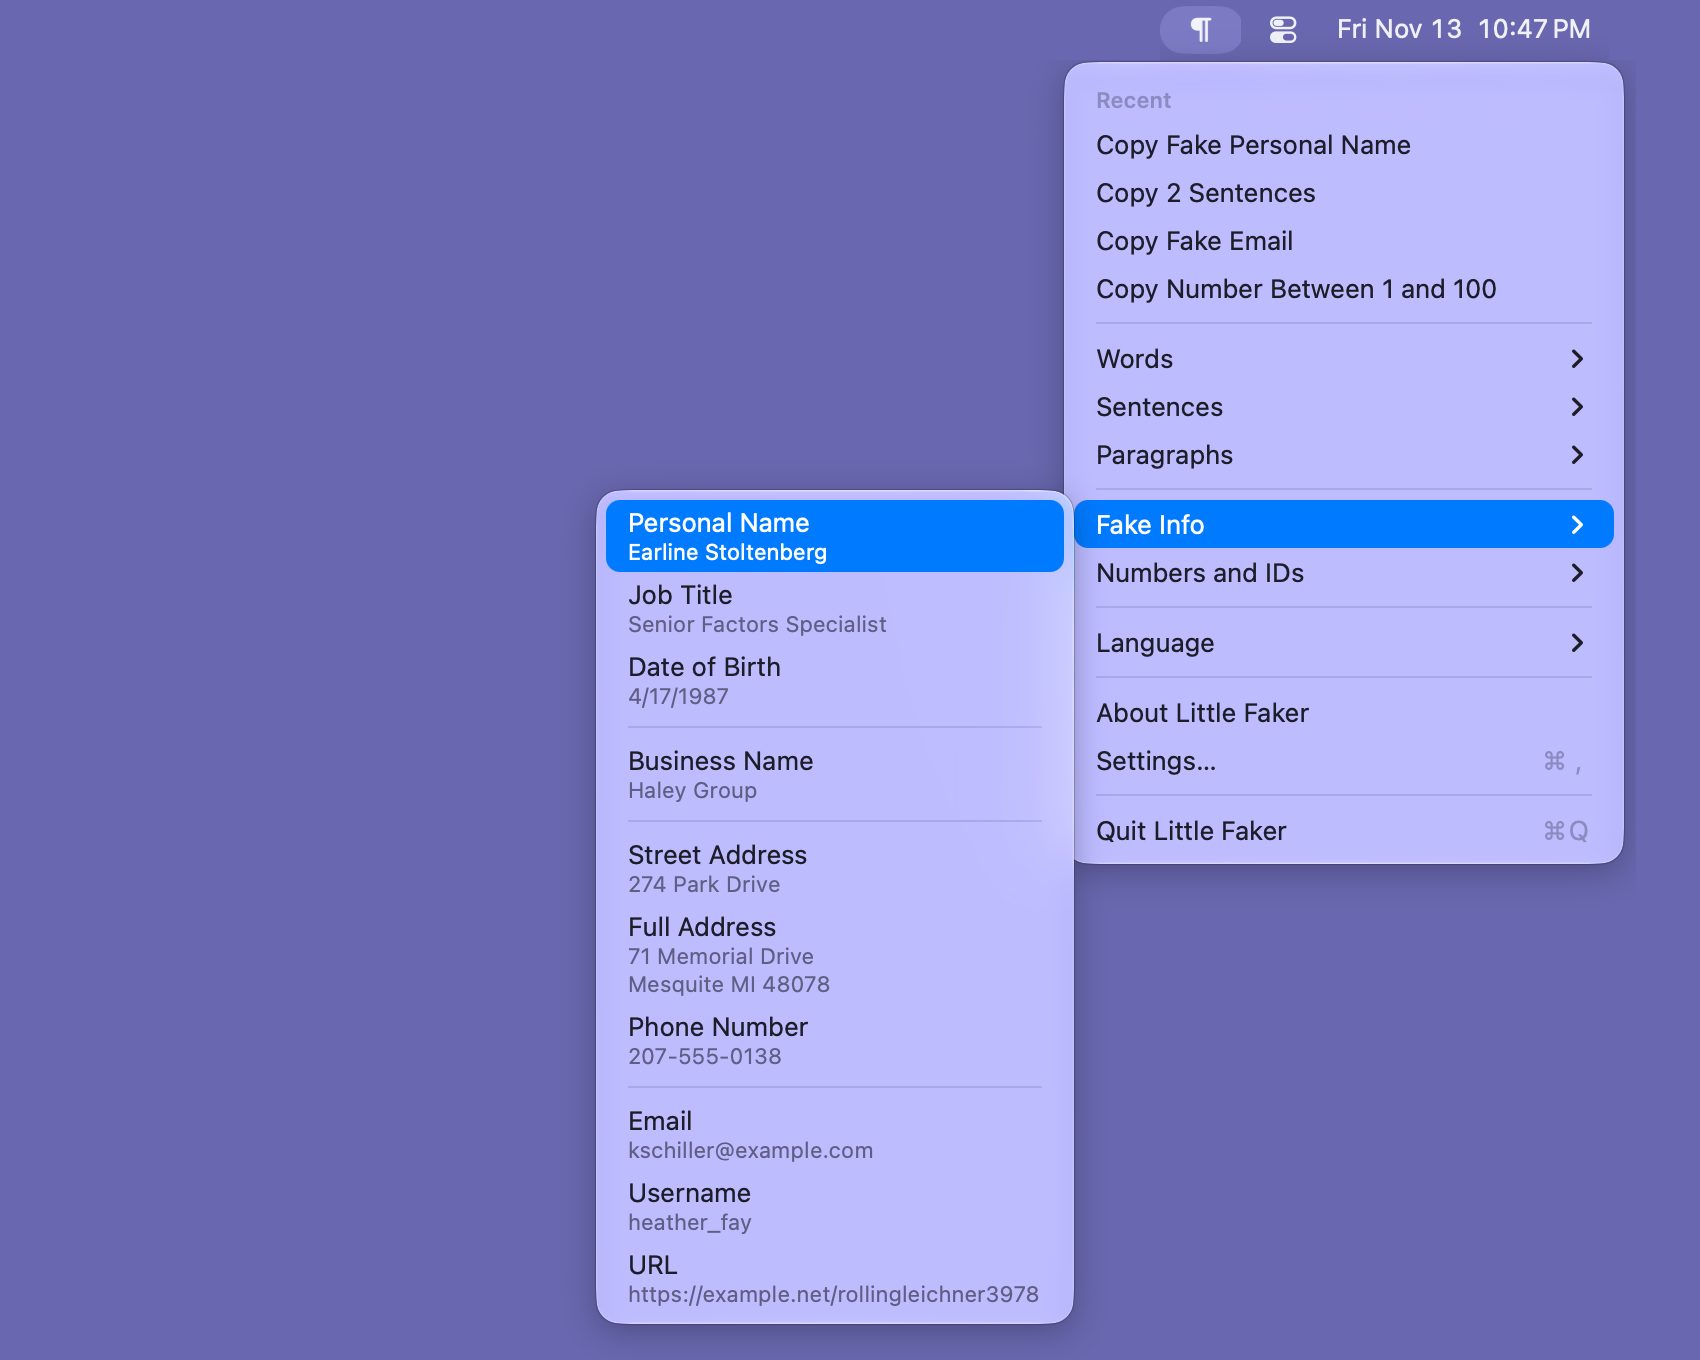 ¶ Fri Nov 13 10:47 PM
Recent
Copy Fake Personal Name
Copy 2 Sentences
Copy Fake Email
Copy Number Between 1 and 100
Words
Sentences
Paragraphs
Fake Info
Numbers and IDs
Language
About Little Faker
Settings... ⌘ ,
Quit Little Faker ⌘Q
Personal Name
Earline Stoltenberg
Job Title
Senior Factors Specialist
Date of Birth
4/17/1987
Business Name
Haley Group
Street Address
274 Park Drive
Full Address
71 Memorial Drive
Mesquite MI 48078
Phone Number
207-555-0138
Email
kschiller@example.com
Username
heather_fay
URL
https://example.net/rollingleichner3978